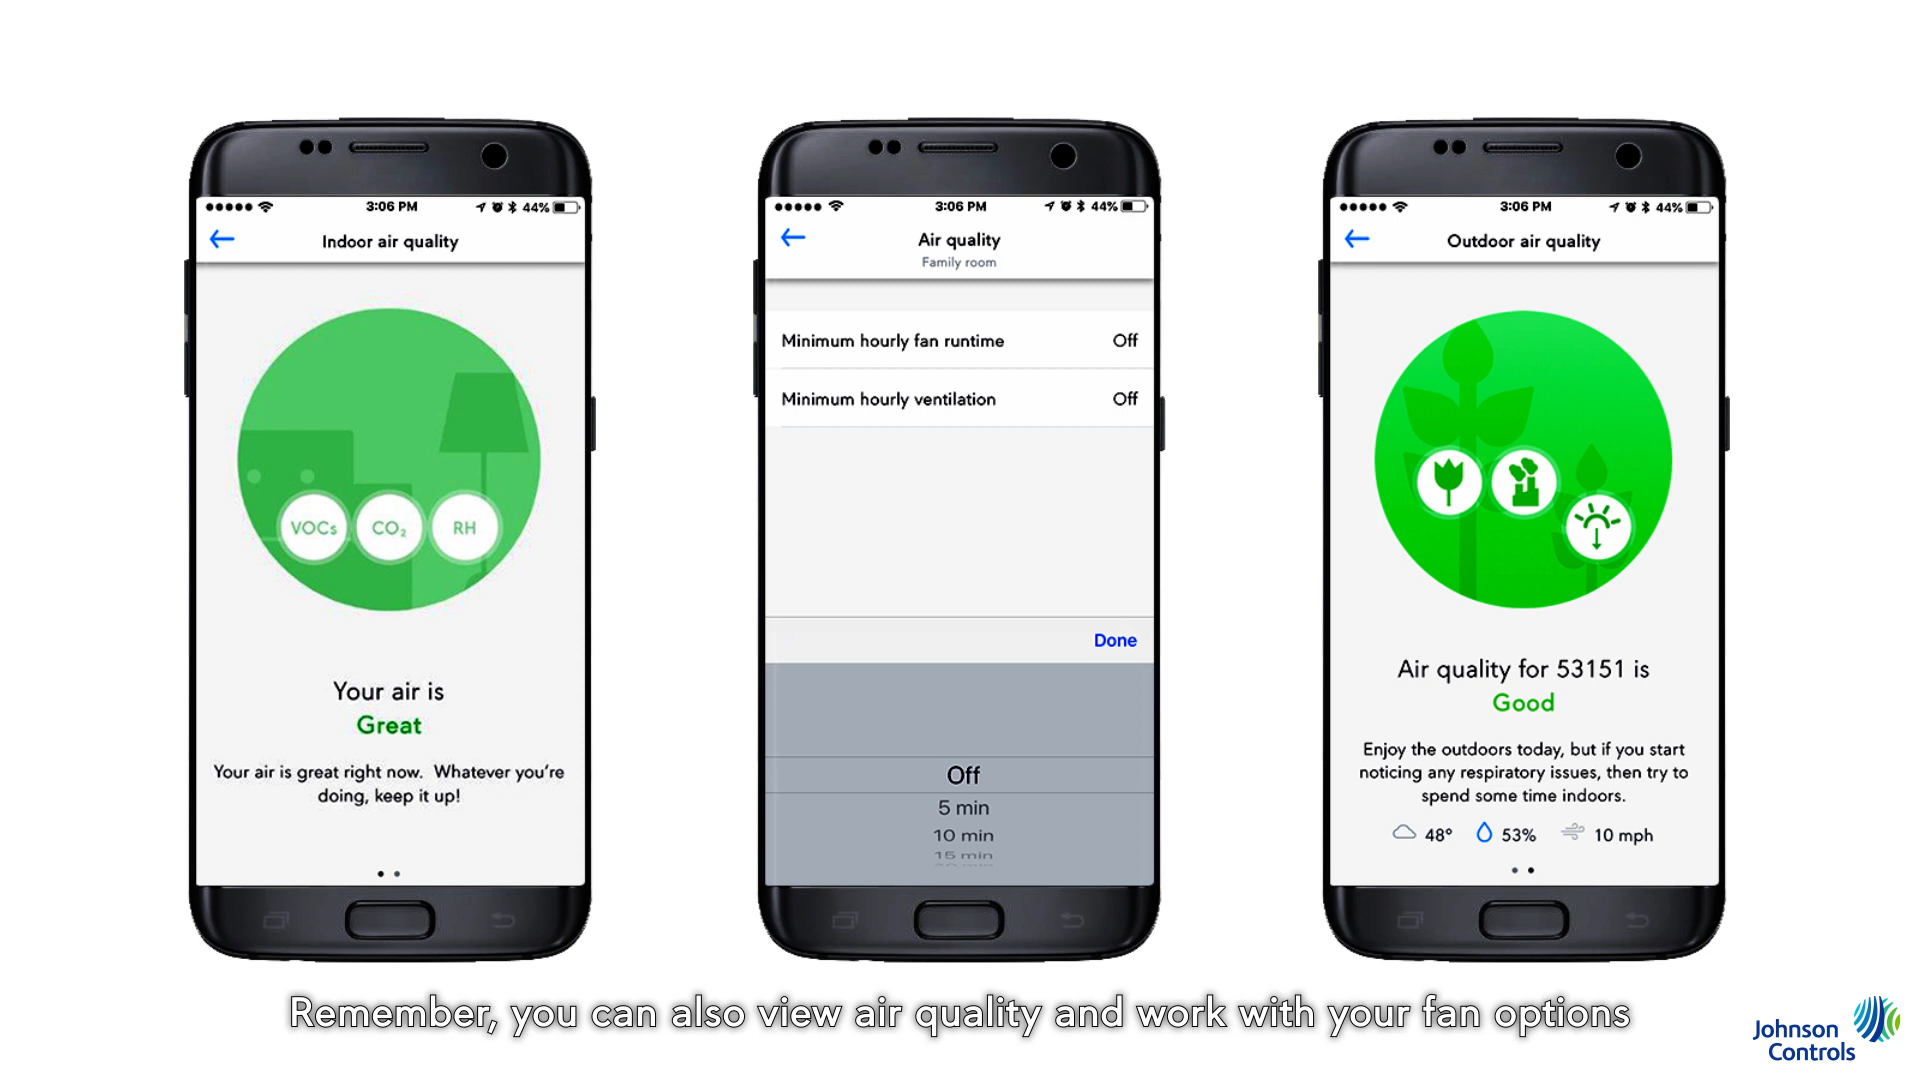 3:06 PM
44%
Indoor air quality
VOCs
CO₂
RH
Your air is
Great
Your air is great right now. Whatever you're
doing, keep it up!
3:06 PM
44%
Air quality
Family room
Minimum hourly fan runtime Off
Minimum hourly ventilation Off
Done
Off
5 min
10 min
15 min
3:06 PM
44%
Outdoor air quality
Air quality for 53151 is
Good
Enjoy the outdoors today, but if you start
noticing any respiratory issues, then try to
spend some time indoors.
48° 53% 10 mph
Remember, you can also view air quality and work with your fan options
Johnson
Controls